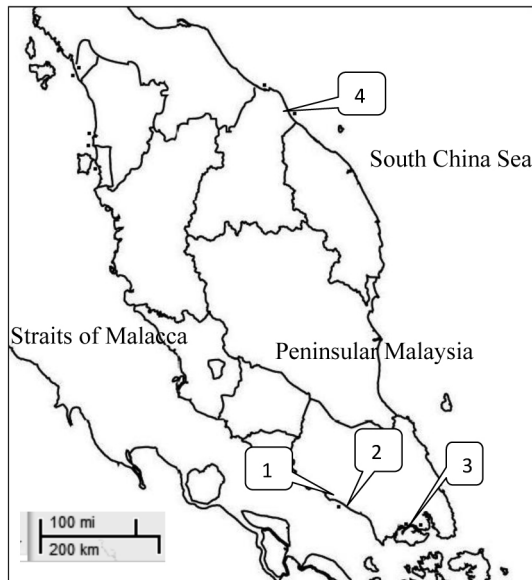 4
South China Sea
Straits of Malacca
Peninsular Malaysia
1
2
3
100 mi
200 km